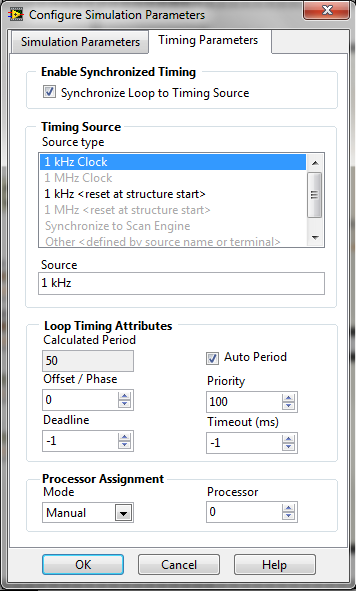 Configure Simulation Parameters
Simulation Parameters Timing Parameters
Enable Synchronized Timing
Synchronize Loop to Timing Source
Timing Source
Source type
1 kHz Clock
1 MHz Clock
1 kHz <reset at structure start>
1 MHz <reset at structure start>
Synchronize to Scan Engine
Other <defined by source name or terminal>
Source
1 kHz
Loop Timing Attributes
Calculated Period
50
Auto Period
Offset / Phase
Priority
0
100
Deadline
Timeout (ms)
-1
-1
Processor Assignment
Mode
Processor
Manual
0
OK Cancel Help